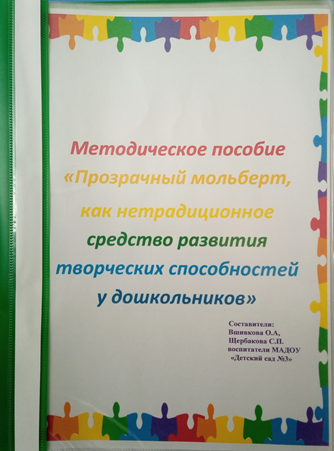 Методическое пособие
«Прозрачный мольберт,
как нетрадиционное
средство развития
творческих способностей
у дошкольников»
Составители:
Вшивкова О.А,
Щербакова С.П.
воспитатели МАДОУ
«Детский сад №3»